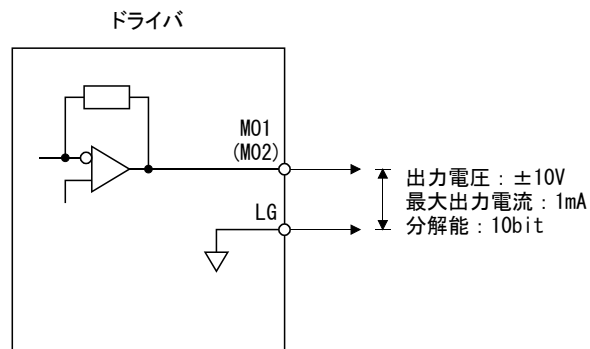 ドライバ
MO1
(MO2)
LG
出力電圧：±10V
最大出力電流：1mA
分解能：10bit